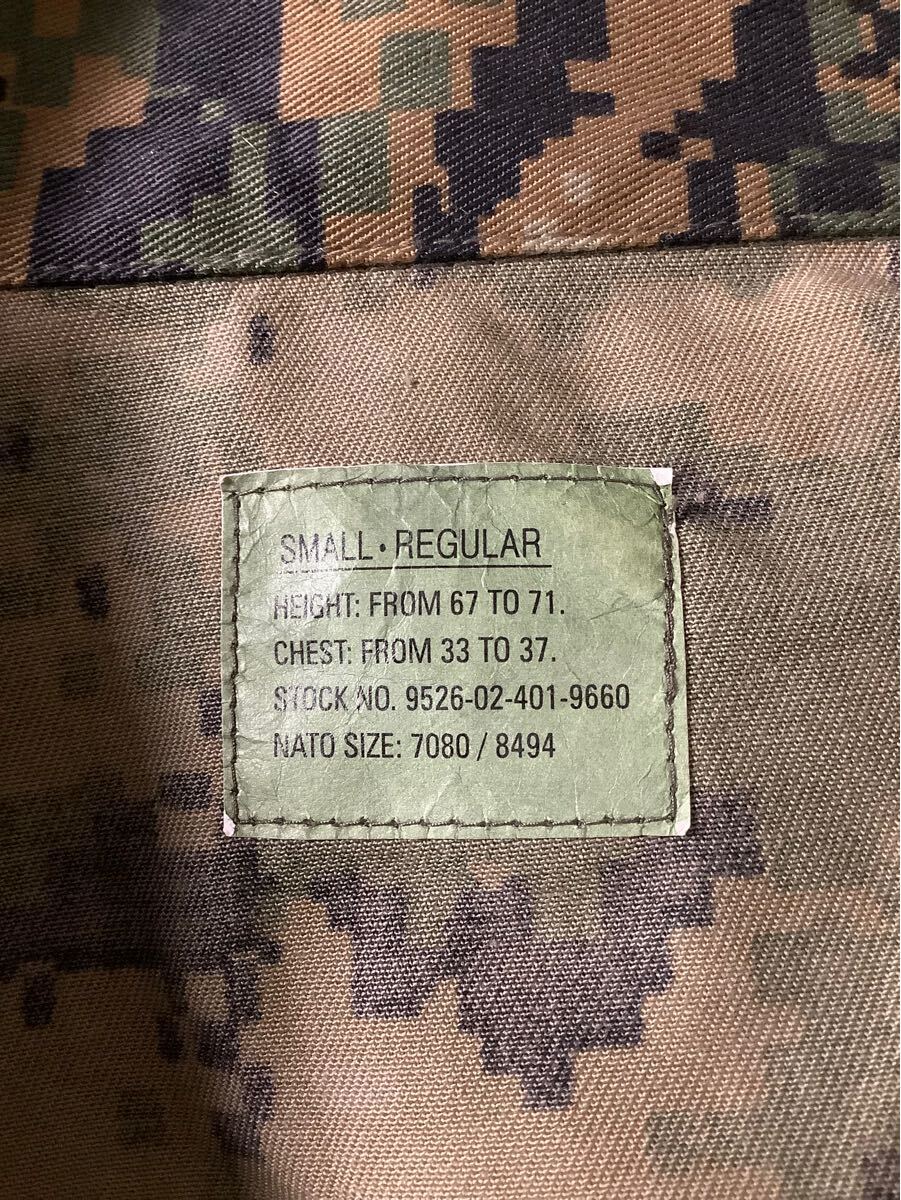 SMALL · REGULAR
HEIGHT: FROM 67 TO 71.
CHEST: FROM 33 TO 37.
STOCK NO. 9526-02-401-9660
NATO SIZE: 7080 / 8494